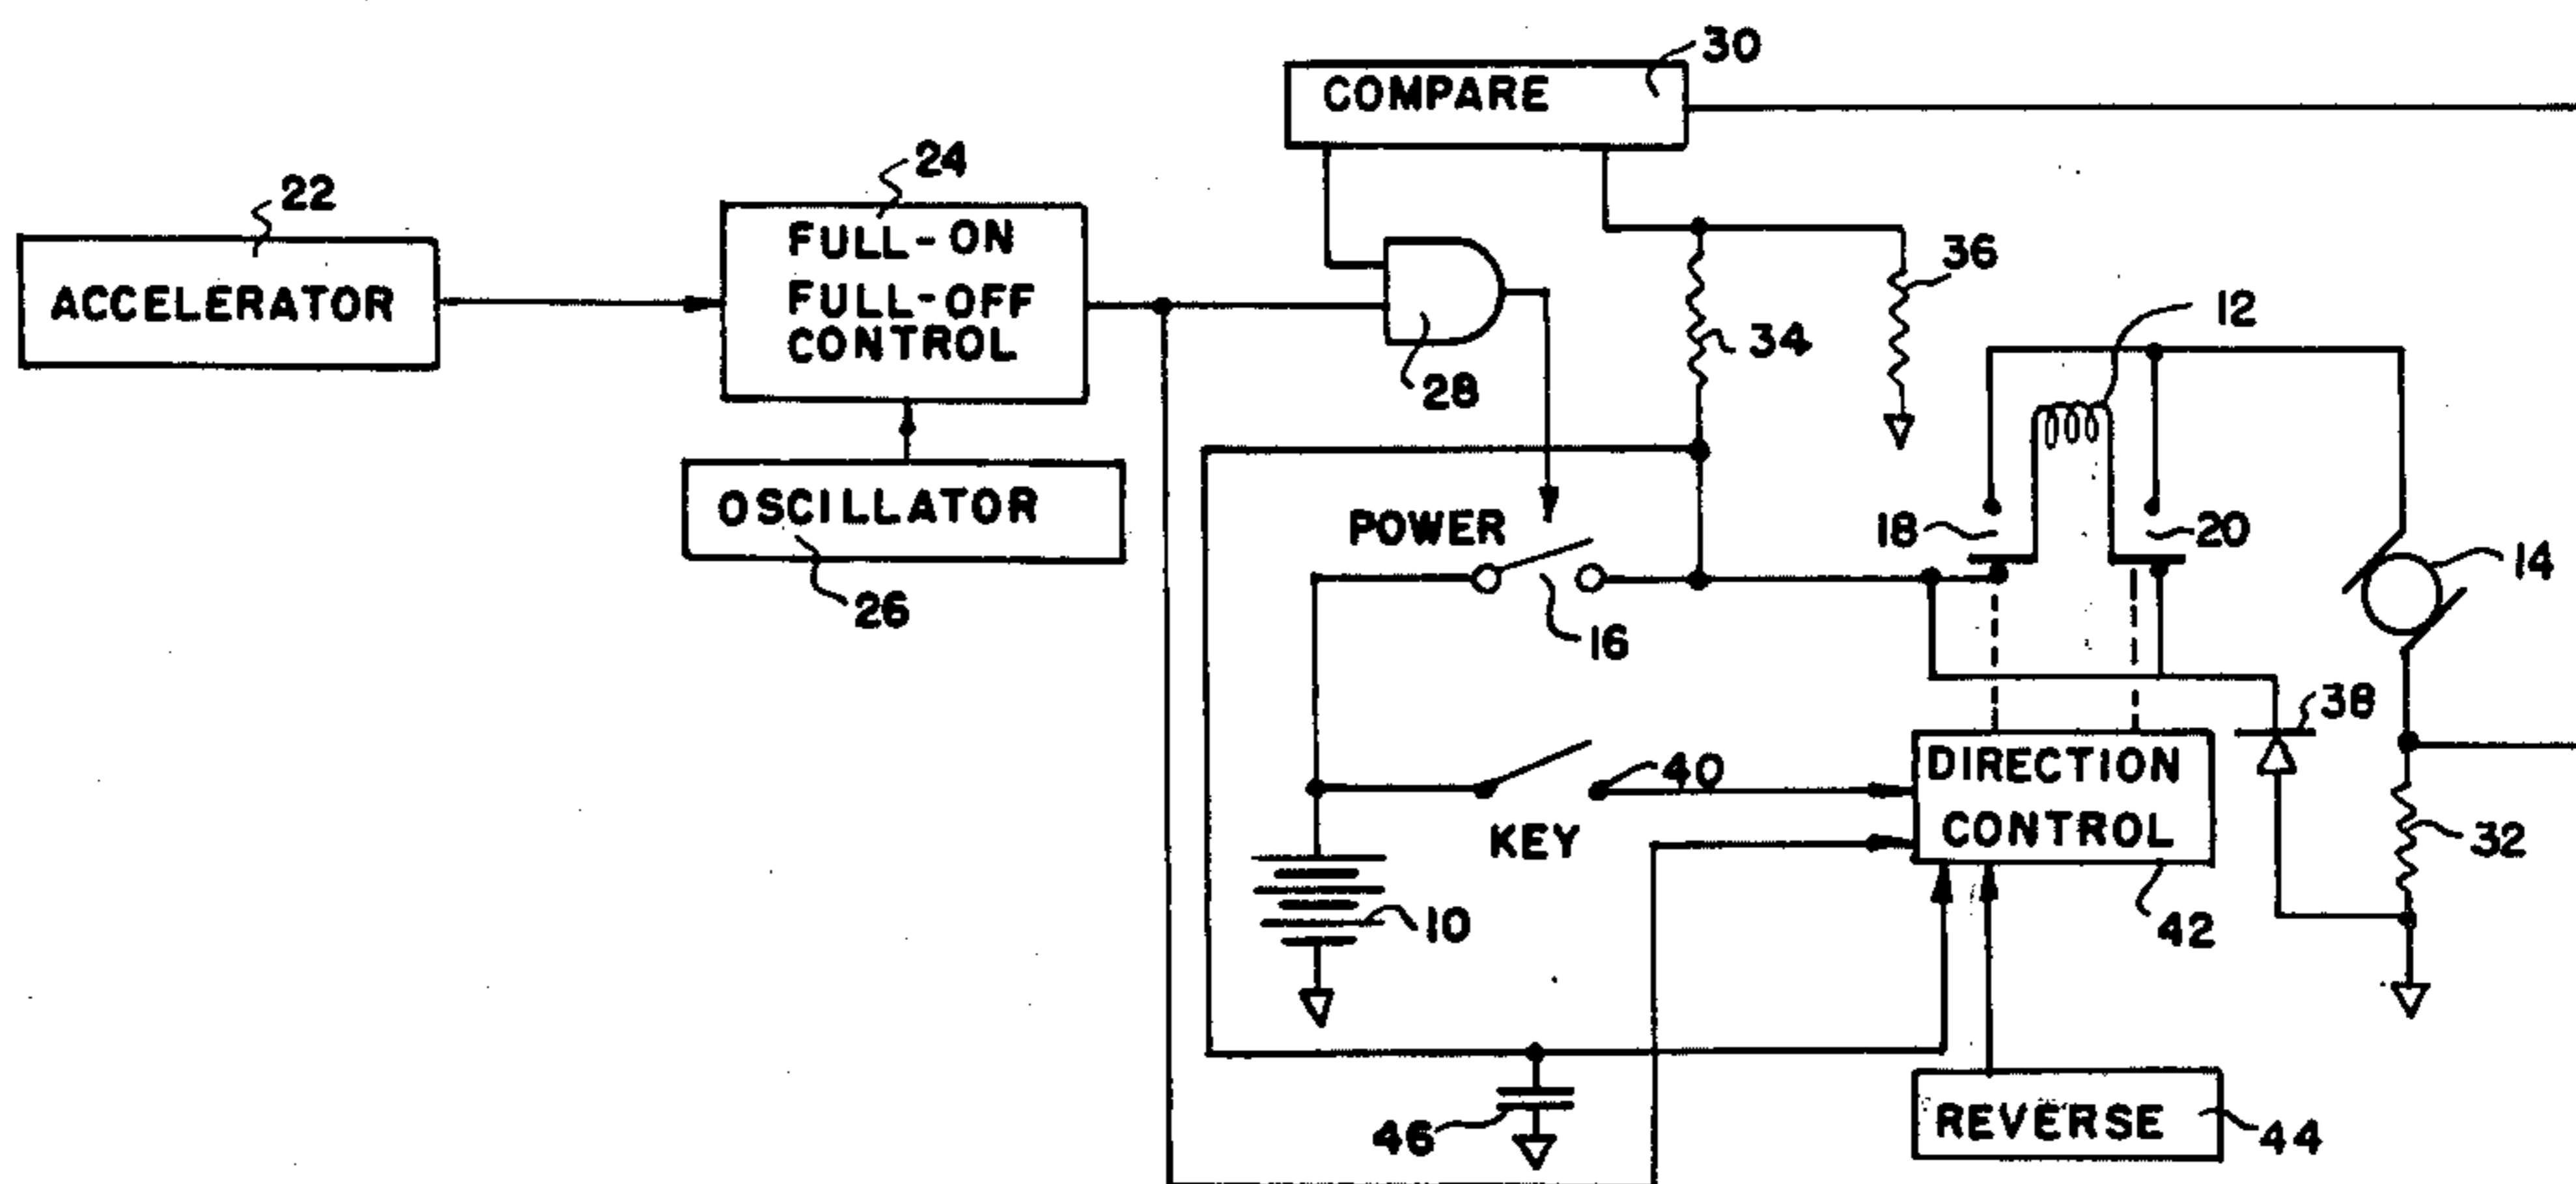 30
COMPARE
24
22
FULL-ON
FULL-OFF
CONTROL
ACCELERATOR
36
12
34
28
OSCILLATOR
26
POWER
18
20
14
16
38
40
DIRECTION
CONTROL
KEY
32
10
42
46
REVERSE
44